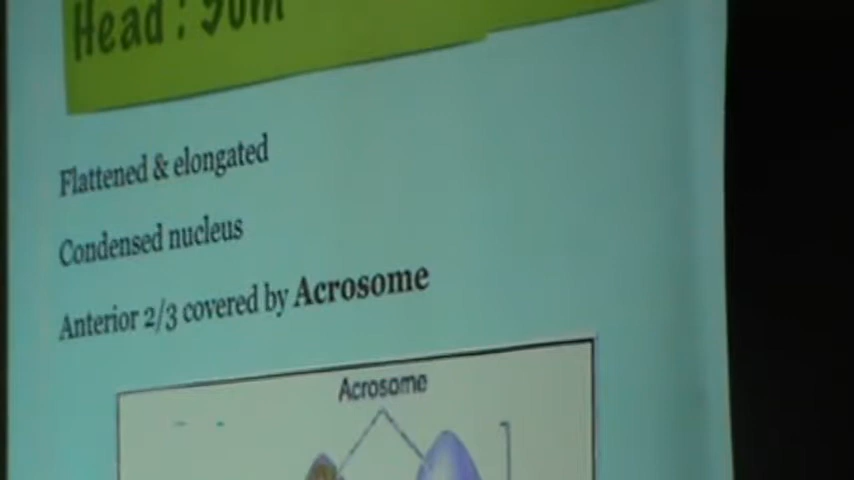 Head :
Flattened & elongated
Condensed nucleus
Anterior 2/3 covered by Acrosome
Acrosome